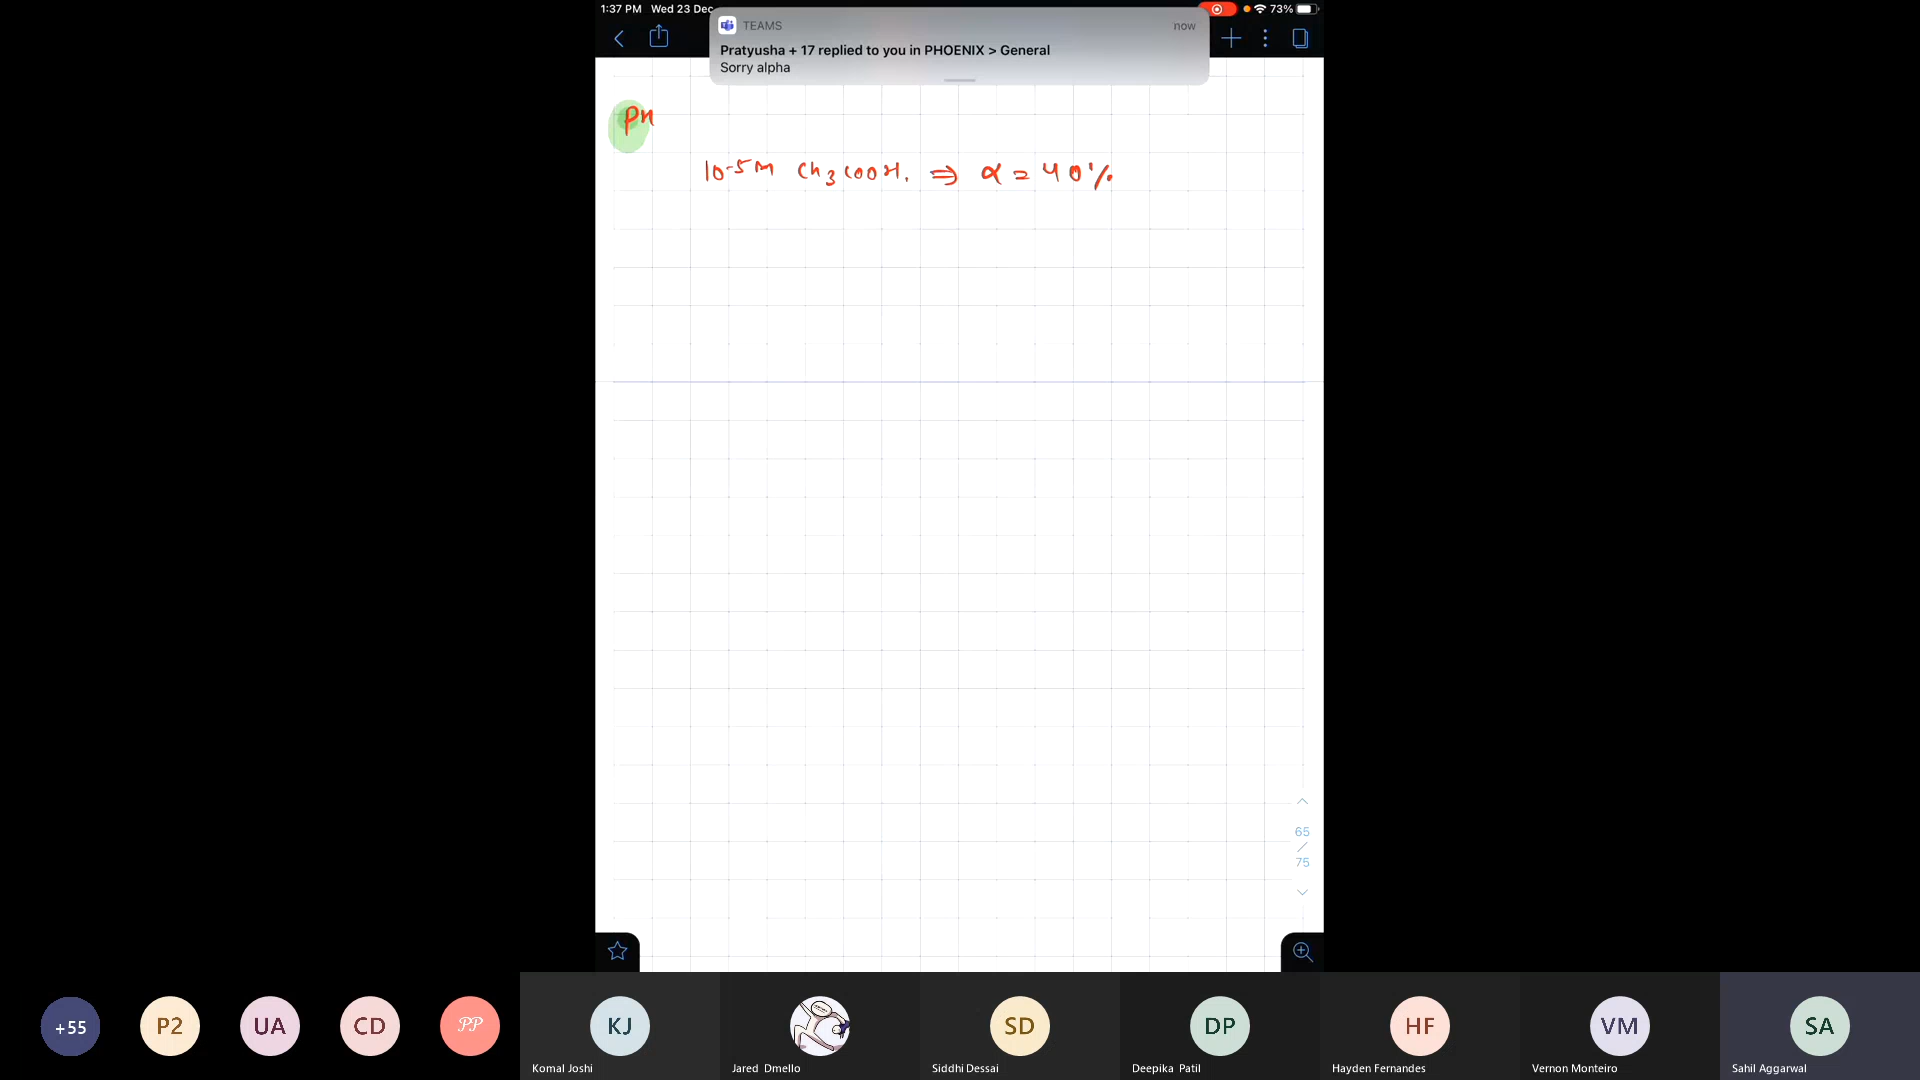 1:37 PM Wed 23 Dec
73%
TEAMS
now
Pratyusha + 17 replied to you in PHOENIX > General
Sorry alpha
PH
10-5M CH3COOH. ⇒ α = 40%
65
/
75
+55
P2
UA
CD
PP
KJ
SD
DP
HF
VM
SA
Komal Joshi
Jared Dmello
Siddhi Dessai
Deepika Patil
Hayden Fernandes
Vernon Monteiro
Sahil Aggarwal